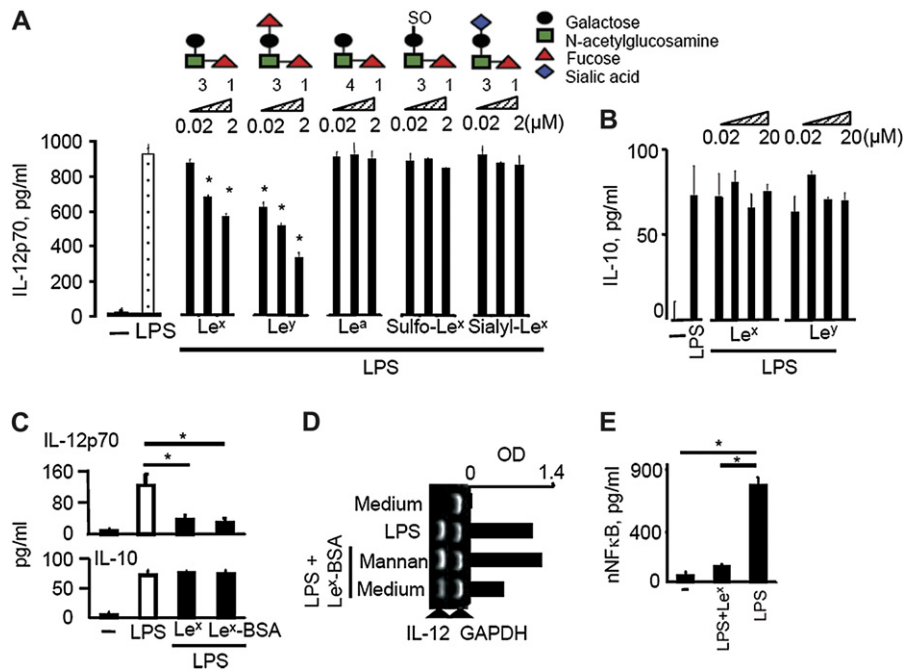 A
SO
Galactose
N-acetylglucosamine
Fucose
Sialic acid
3 1 3 1 4 1 3 1 3 1
0.02 2 0.02 2 0.02 2 0.02 2 0.02 2(μM)
IL-12p70, pg/ml
1000
800
600
400
200
0
* * * * *
– LPS Leˣ Leʸ Leᵃ Sulfo-Leˣ Sialyl-Leˣ
LPS
B
0.02 20 0.02 20(μM)
IL-10, pg/ml
100
50
0
– LPS Leˣ Leʸ
LPS
C
IL-12p70
*
*
160
80
0
pg/ml
IL-10
100
50
0
– LPS Leˣ Leˣ-BSA
LPS
D
OD
0 1.4
Medium
LPS
Mannan
Medium
LPS +
Leˣ-BSA
IL-12 GAPDH
E
*
*
nNFκB, pg/ml
900
400
0
– LPS+Leˣ LPS